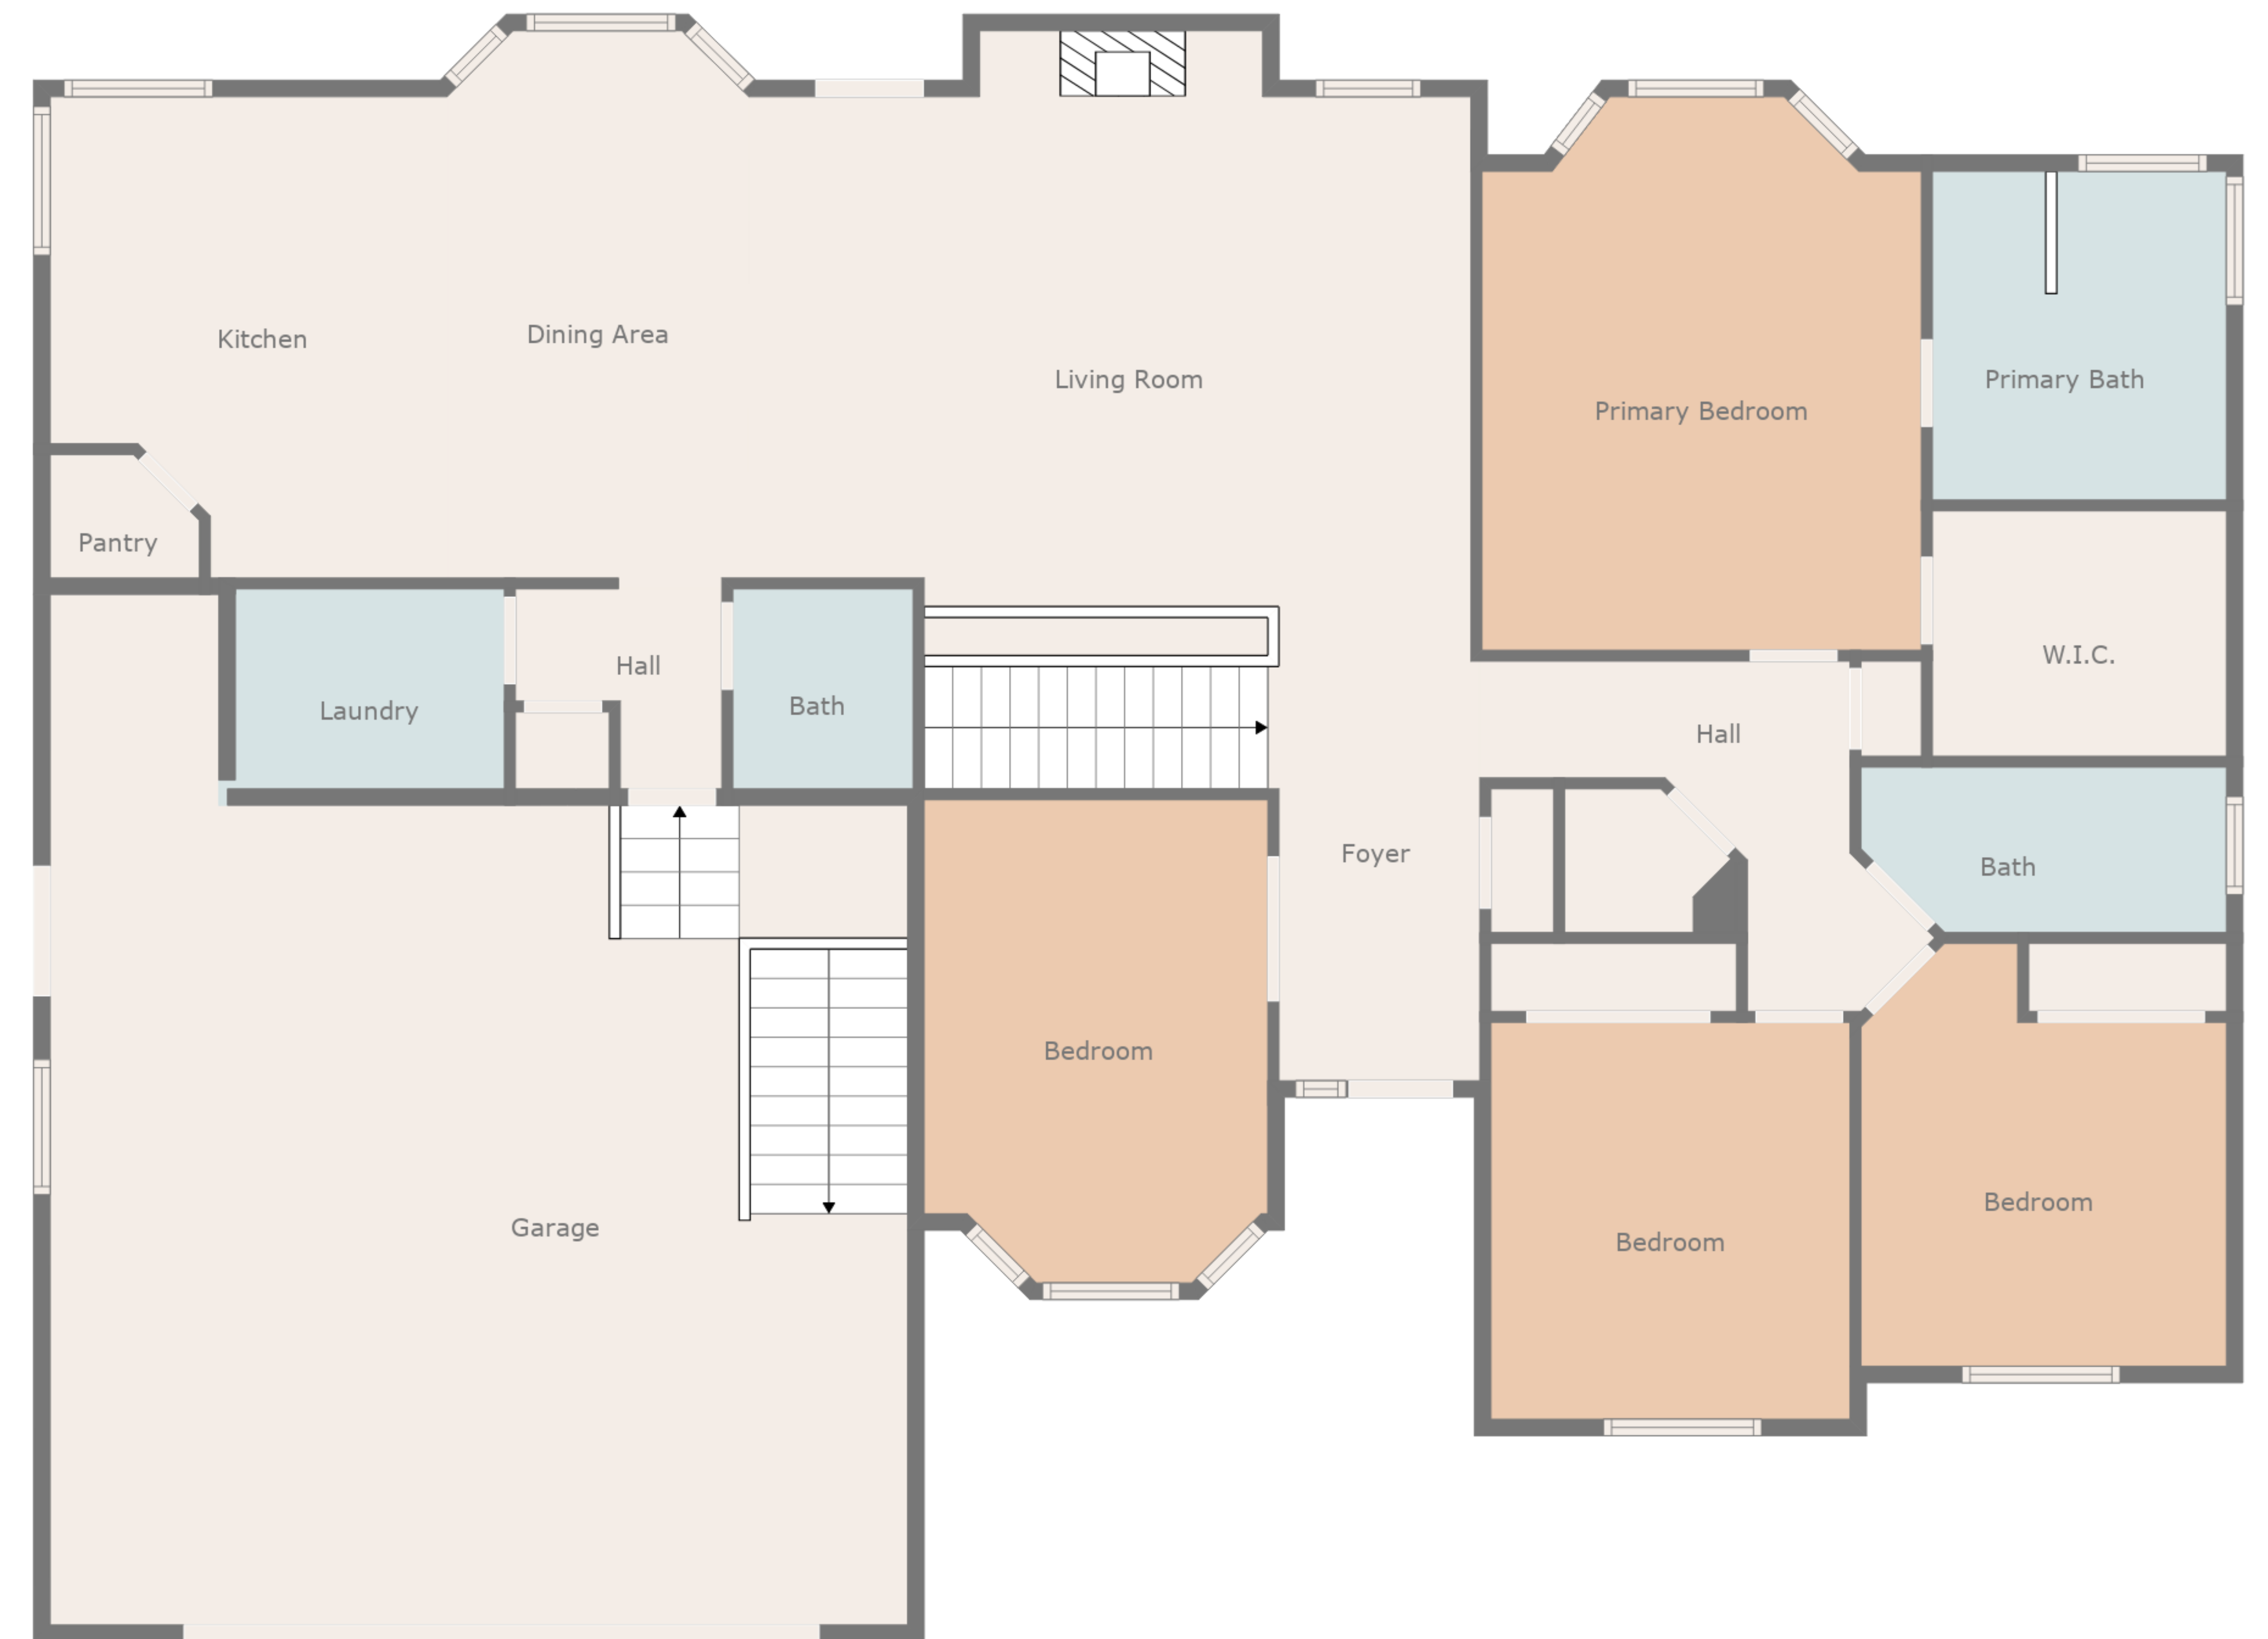 Kitchen
Dining Area
Living Room
Primary Bedroom
Primary Bath
Pantry
Laundry
Hall
Bath
Hall
W.I.C.
Foyer
Bath
Bedroom
Garage
Bedroom
Bedroom